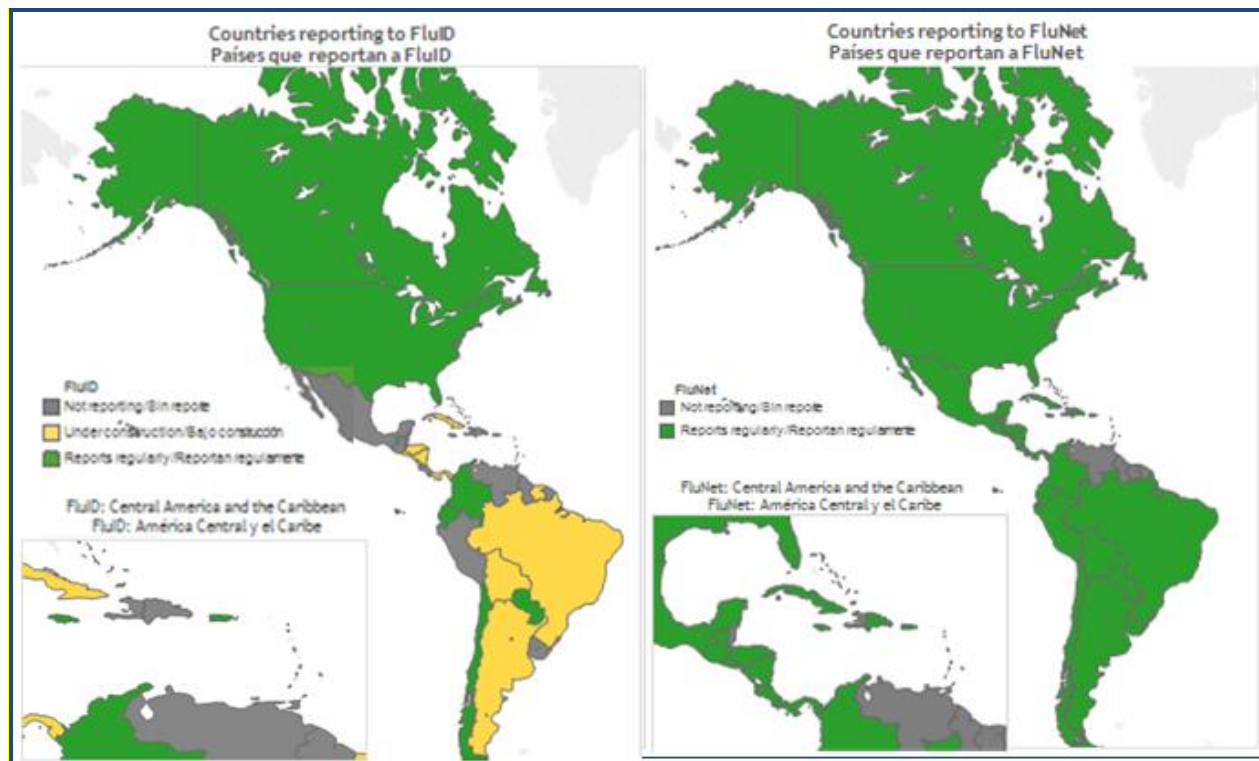 Countries reporting to FluID
Países que reportan a FluID
FluID
Not reporting/Sin reporte
Under construction/Bajo construcción
Reports regularly/Reportan regularmente
FluID: Central America and the Caribbean
FluID: América Central y el Caribe
Countries reporting to FluNet
Países que reportan a FluNet
FluNet
Not reporting/Sin reporte
Reports regularly/Reportan regularmente
FluNet: Central America and the Caribbean
FluNet: América Central y el Caribe